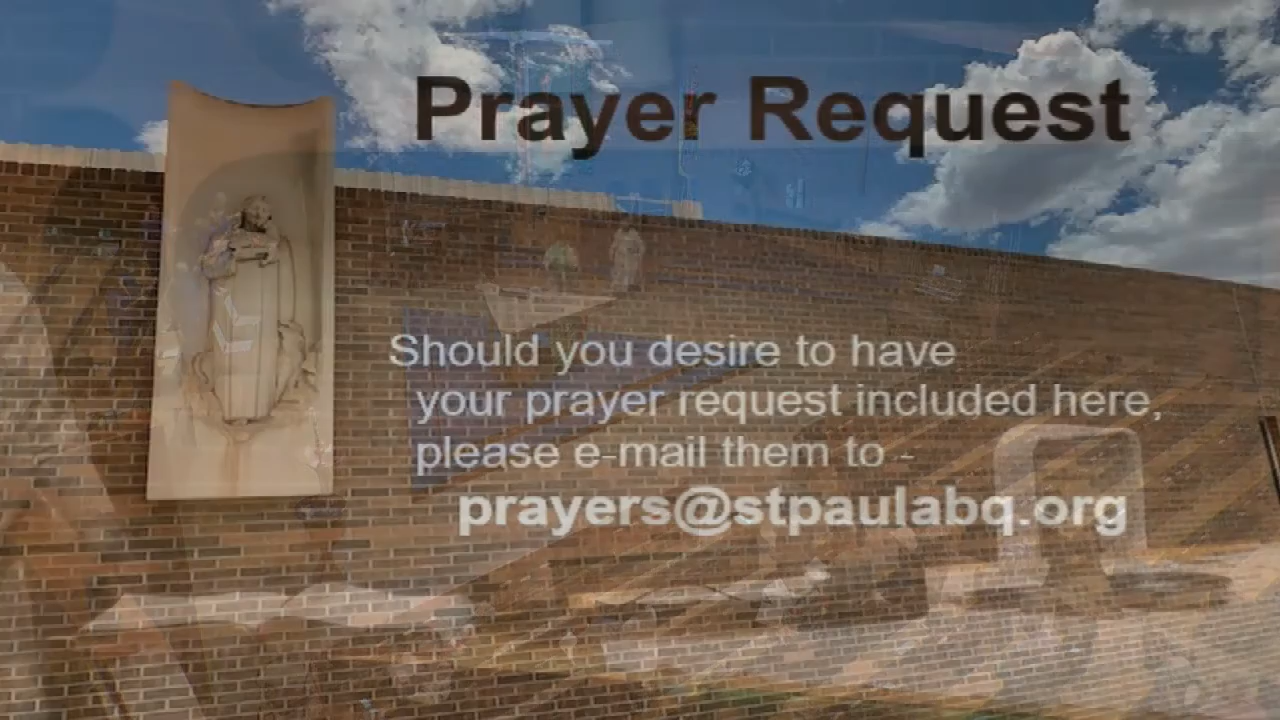 Prayer Request
Should you desire to have
your prayer request included here,
please e-mail them to -
prayers@stpaulabq.org